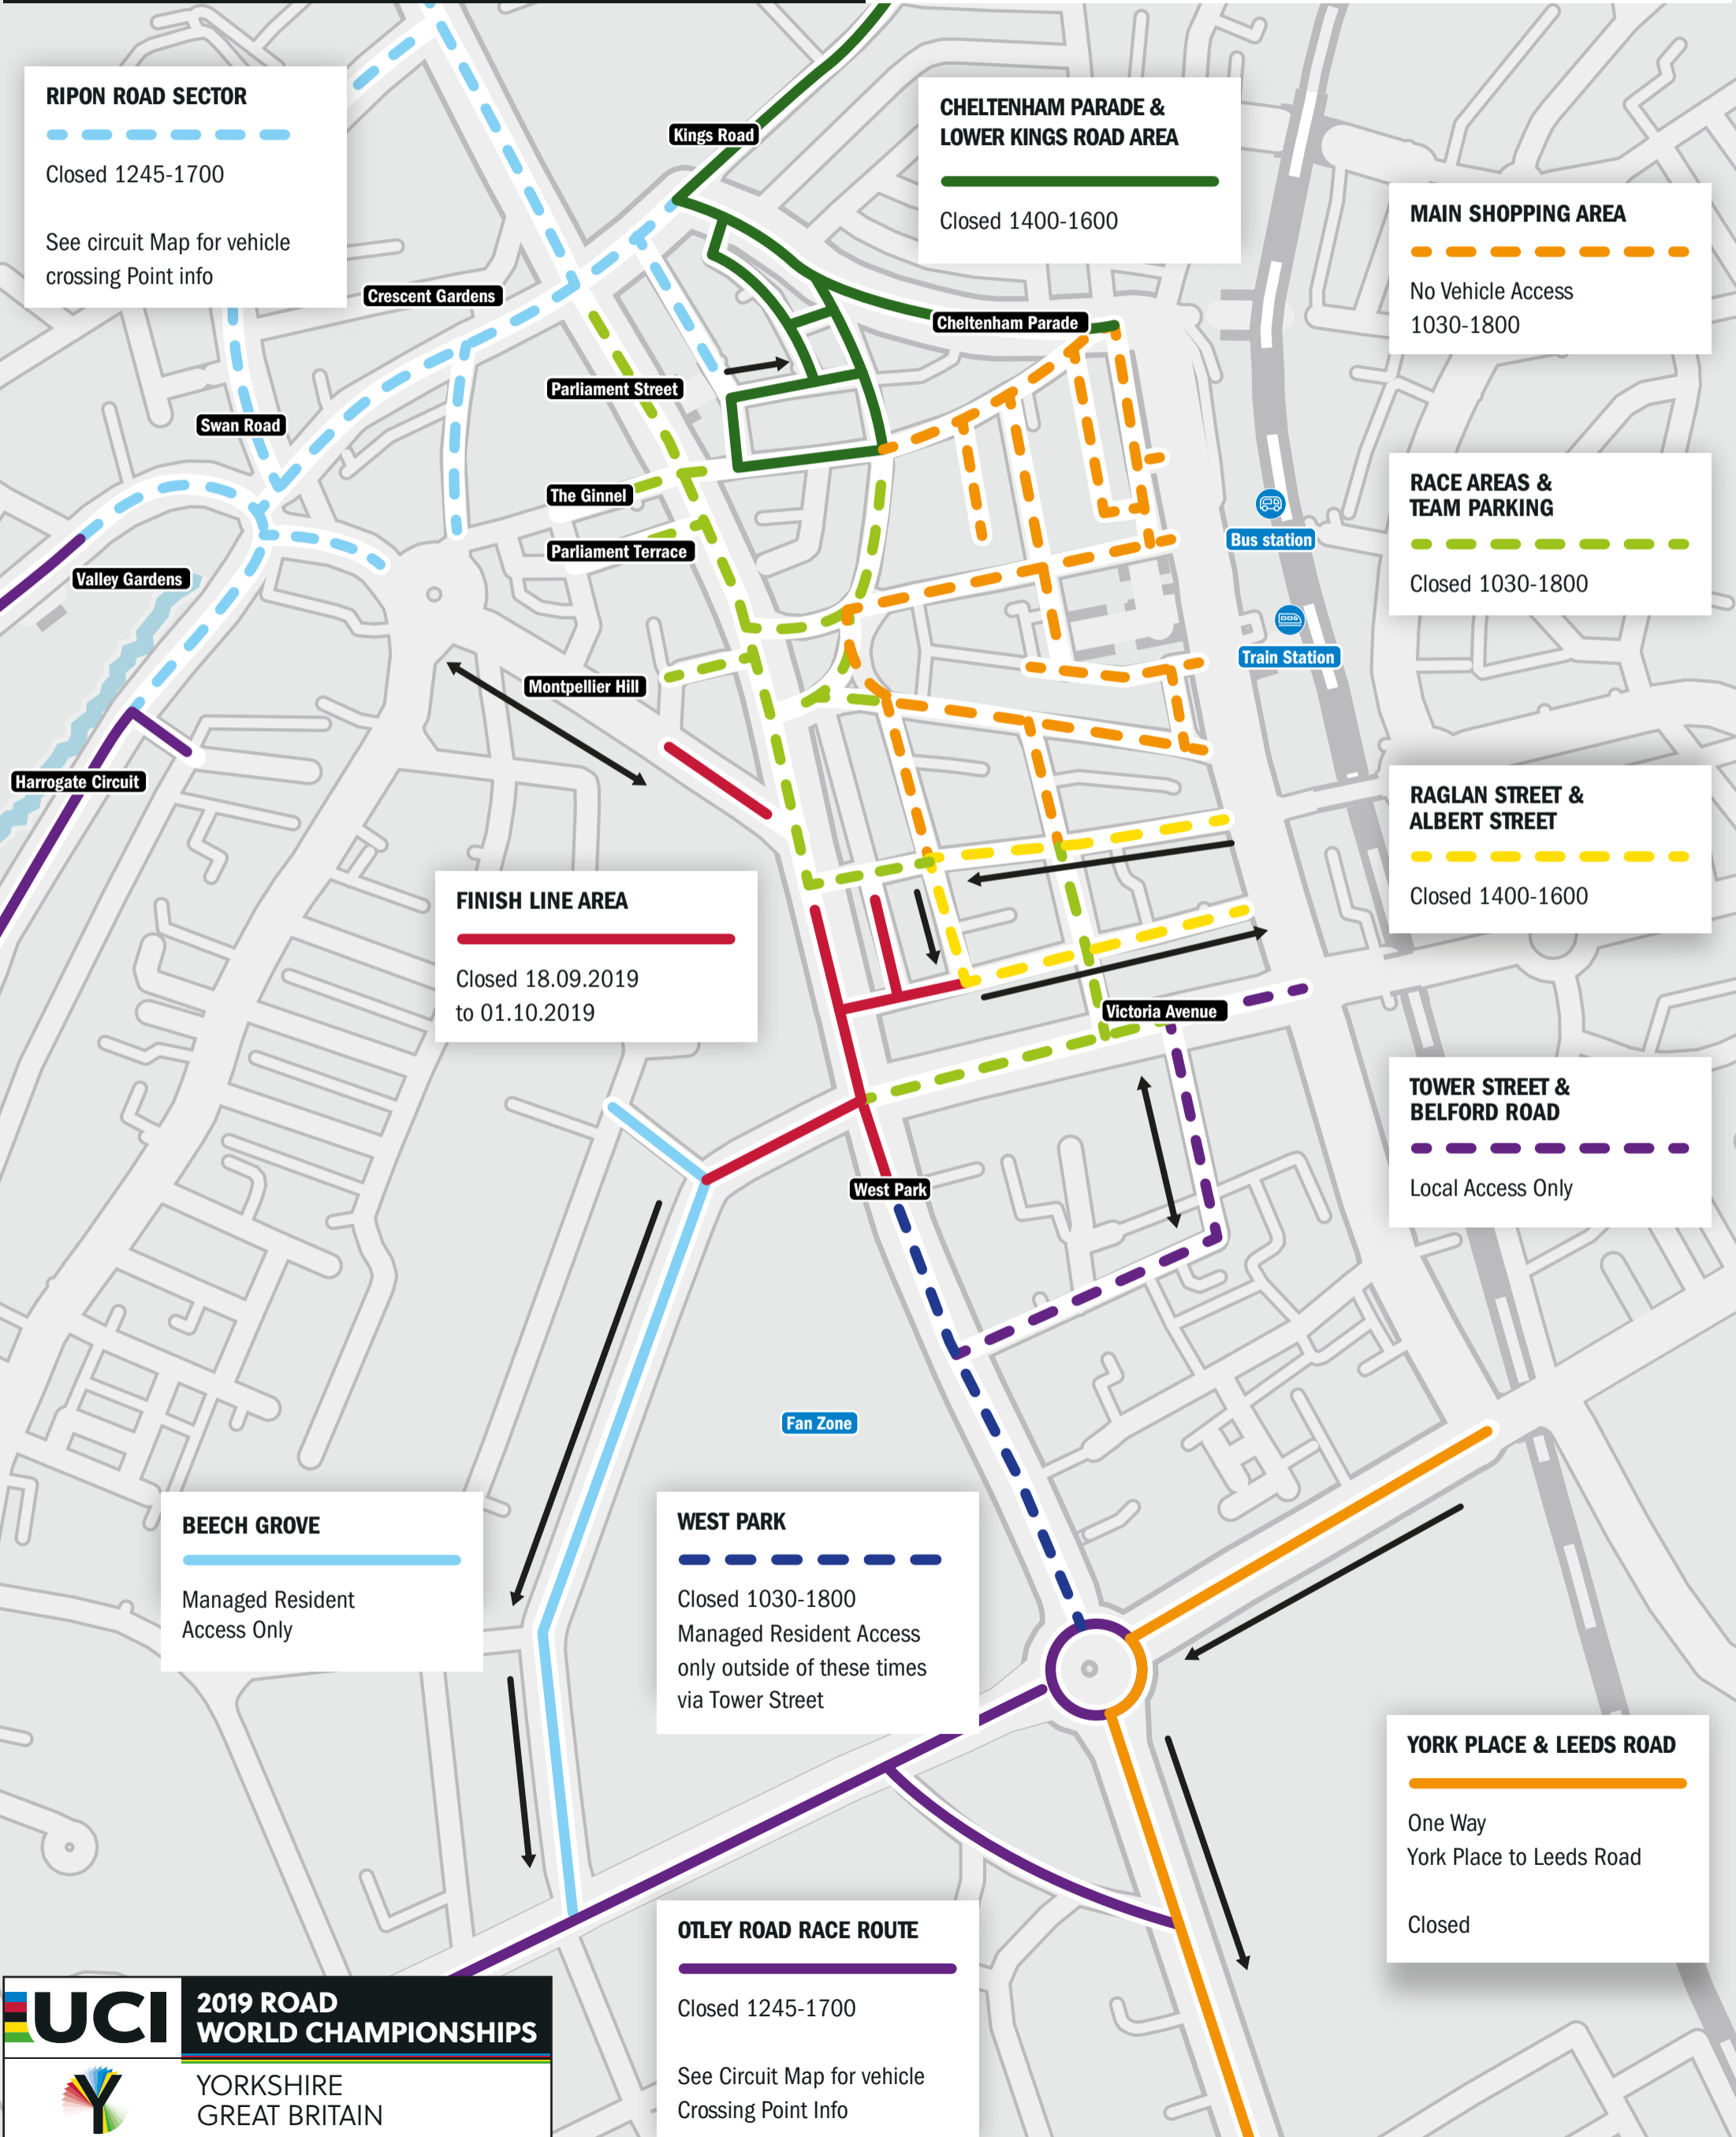 RIPON ROAD SECTOR
Closed 1245-1700
See circuit Map for vehicle
crossing Point info
Kings Road
CHELTENHAM PARADE &
LOWER KINGS ROAD AREA
Closed 1400-1600
MAIN SHOPPING AREA
No Vehicle Access
1030-1800
Crescent Gardens
Cheltenham Parade
Parliament Street
Swan Road
The Ginnel
Parliament Terrace
RACE AREAS &
TEAM PARKING
Closed 1030-1800
Bus station
Valley Gardens
Train Station
Montpellier Hill
Harrogate Circuit
RAGLAN STREET &
ALBERT STREET
Closed 1400-1600
FINISH LINE AREA
Closed 18.09.2019
to 01.10.2019
Victoria Avenue
TOWER STREET &
BELFORD ROAD
Local Access Only
West Park
Fan Zone
BEECH GROVE
Managed Resident
Access Only
WEST PARK
Closed 1030-1800
Managed Resident Access
only outside of these times
via Tower Street
YORK PLACE & LEEDS ROAD
One Way
York Place to Leeds Road
Closed
OTLEY ROAD RACE ROUTE
Closed 1245-1700
See Circuit Map for vehicle
Crossing Point Info
UCI
2019 ROAD
WORLD CHAMPIONSHIPS
Y
YORKSHIRE
GREAT BRITAIN